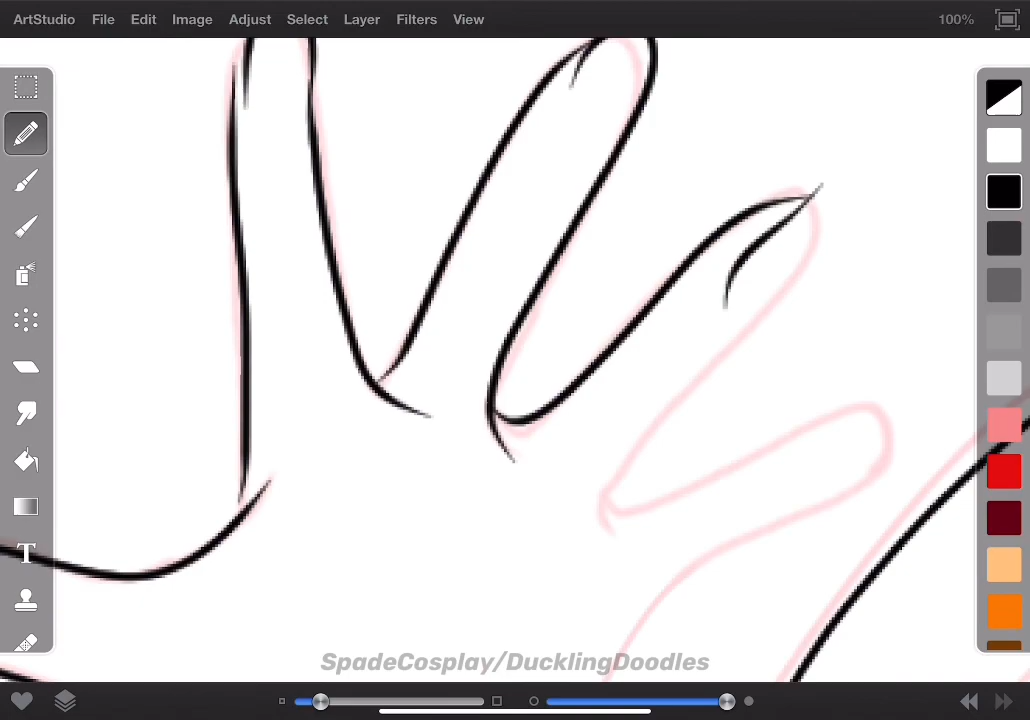 ArtStudio File Edit Image Adjust Select Layer Filters View 100%
T
SpadeCosplay/DucklingDoodles